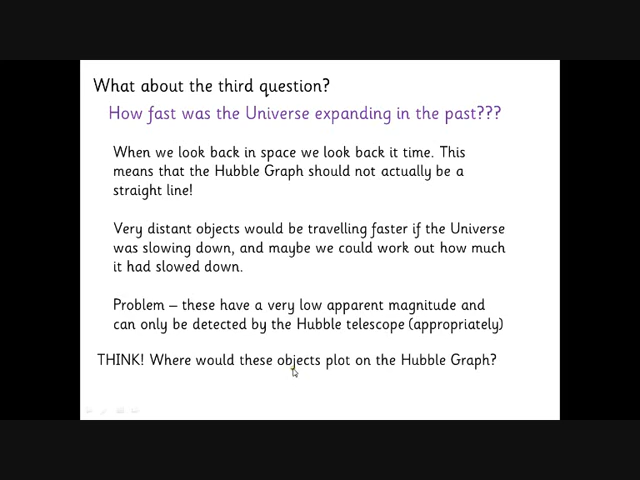 What about the third question?
How fast was the Universe expanding in the past???
When we look back in space we look back it time. This
means that the Hubble Graph should not actually be a
straight line!
Very distant objects would be travelling faster if the Universe
was slowing down, and maybe we could work out how much
it had slowed down.
Problem – these have a very low apparent magnitude and
can only be detected by the Hubble telescope (appropriately)
THINK! Where would these objects plot on the Hubble Graph?